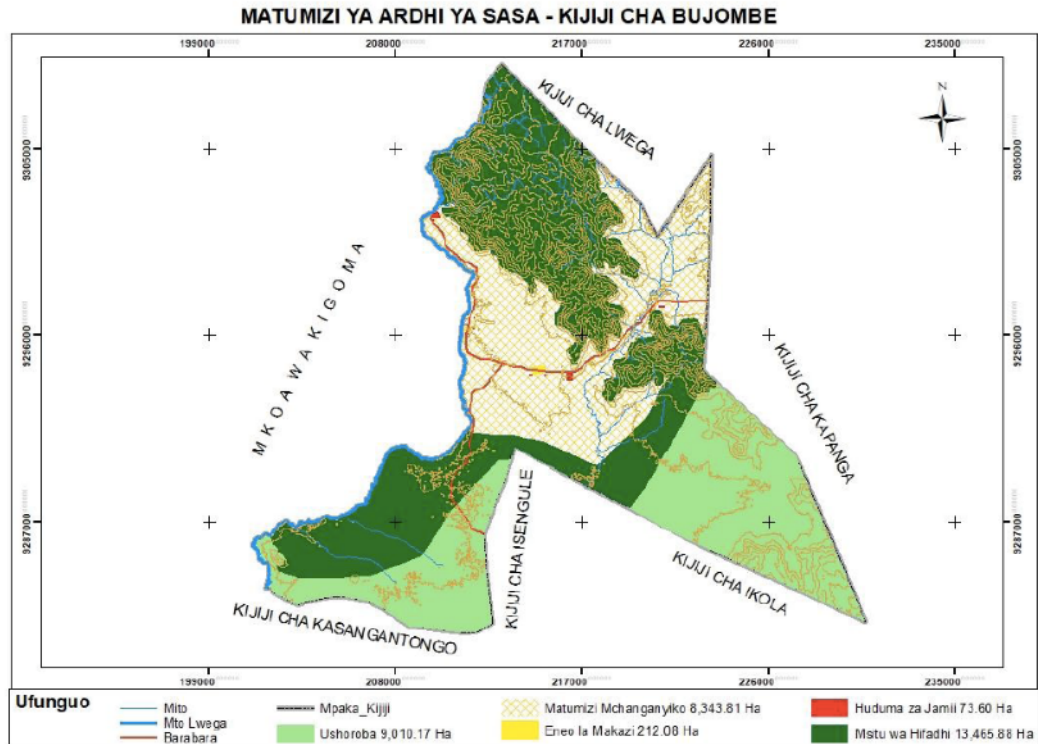 MATUMIZI YA ARDHI YA SASA - KIJIJI CHA BUJOMBE
199000 208000 217000 226000 235000
KIJIJI CHA LWEGA
N
9305000 9305000
MKOA WA KIGOMA
9296000 9296000
KIJIJI CHA KAPANGA
KIJIJI CHA ISENGULE
9287000 9287000
KIJIJI CHA IKOLA
KIJIJI CHA KASANGANTONGO
199000 208000 217000 226000 235000
Ufunguo
Mito
Mto Lwega
Barabara
Mpaka_Kijiji
Ushoroba 9,010.17 Ha
Matumizi Mchanganyiko 8,343.81 Ha
Eneo la Makazi 212.08 Ha
Huduma za Jamii 73.60 Ha
Mstu wa Hifadhi 13,465.88 Ha